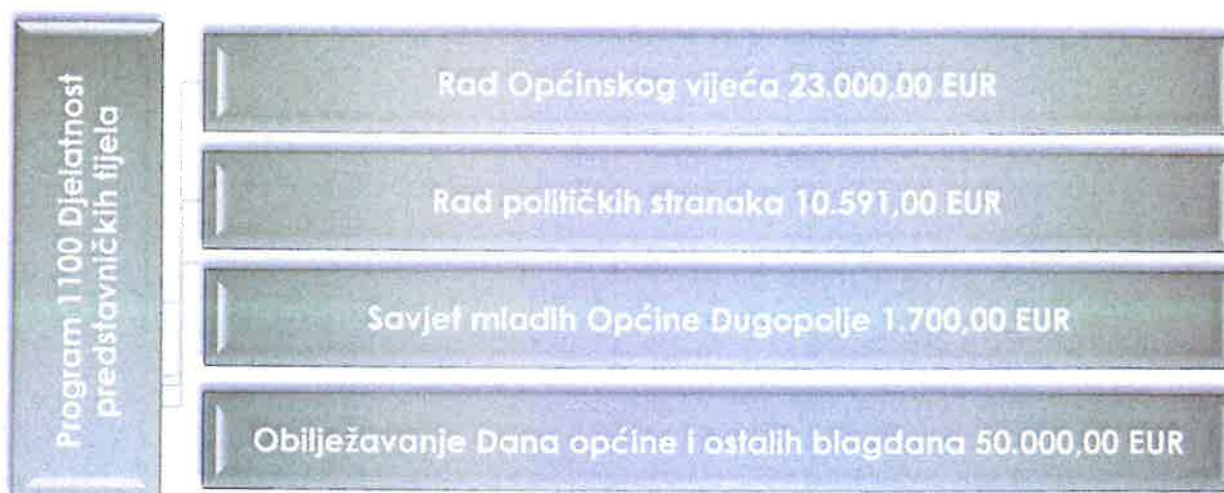 Program 1100 Djelatnost
predstavničkih tijela
Rad Općinskog vijeća 23.000,00 EUR
Rad političkih stranaka 10.591,00 EUR
Savjet mladih Općine Dugopolje 1.700,00 EUR
Obilježavanje Dana općine i ostalih blagdana 50.000,00 EUR